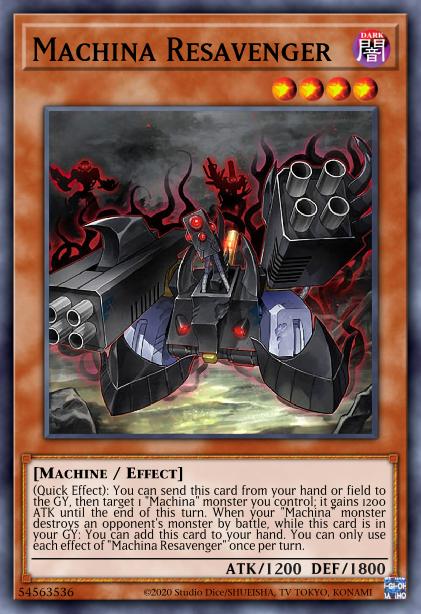 Machina Resavenger
DARK
闇
[Machine / Effect]
(Quick Effect): You can send this card from your hand or field to
the GY, then target 1 "Machina" monster you control; it gains 1200
ATK until the end of this turn. When your "Machina" monster
destroys an opponent's monster by battle, while this card is in
your GY: You can add this card to your hand. You can only use
each effect of "Machina Resavenger" once per turn.
ATK/1200 DEF/1800
54563536 ©2020 Studio Dice/SHUEISHA, TV TOKYO, KONAMI